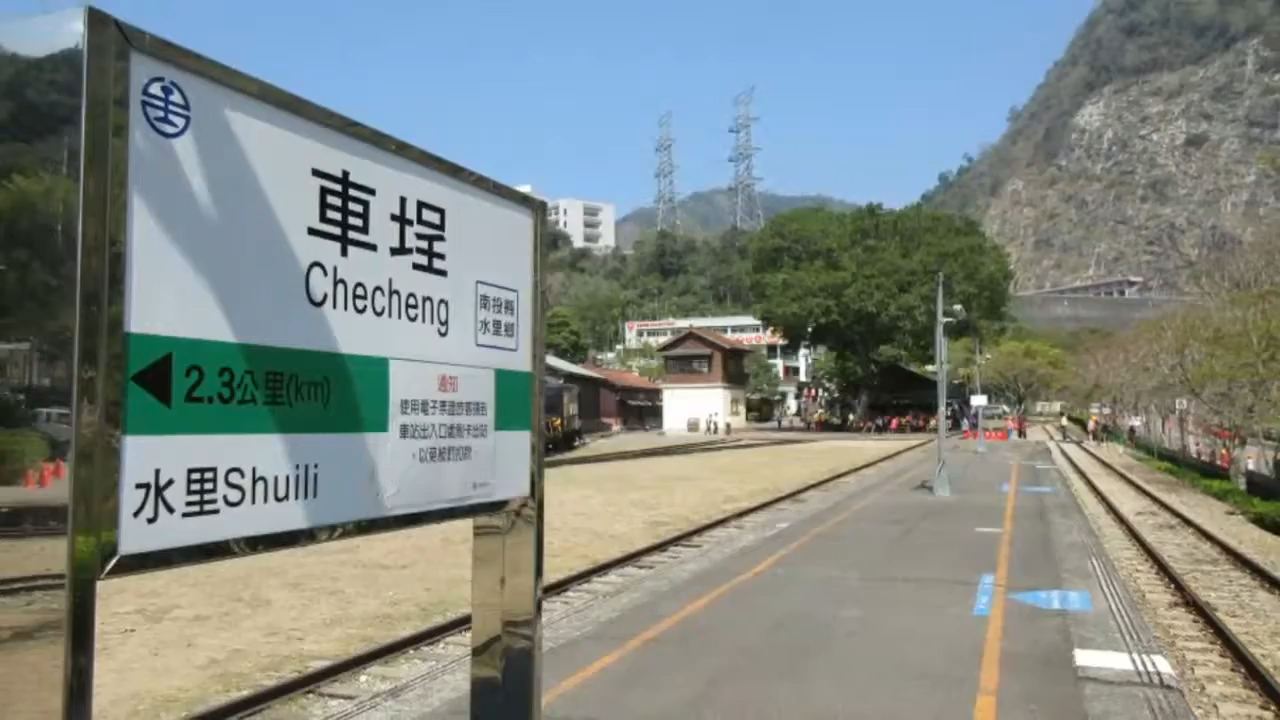 車埕
Checheng
南投縣
水里鄉
2.3公里(km)
通知
使用電子票證旅客請到
車站出入口處刷卡出站
，以免被罰扣款。
水里Shuili